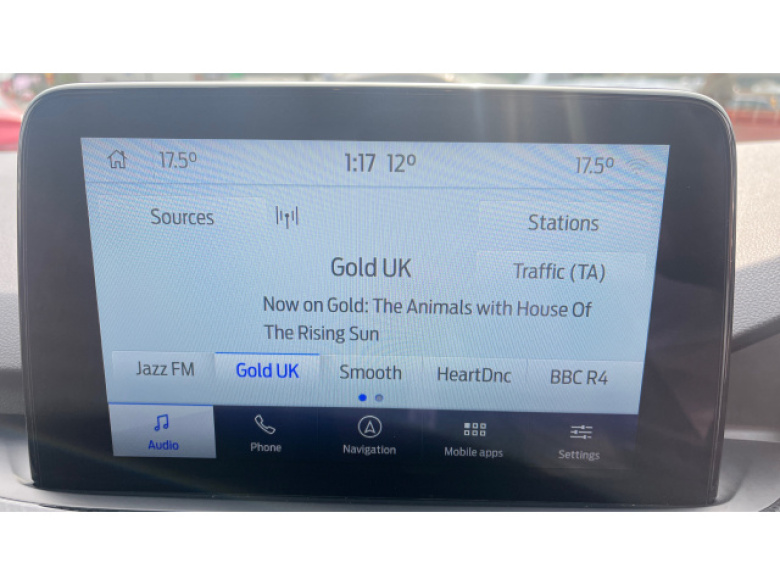 17.5° 1:17 12° 17.5°
Sources Stations
Gold UK Traffic (TA)
Now on Gold: The Animals with House Of
The Rising Sun
Jazz FM Gold UK Smooth HeartDnc BBC R4
Audio Phone Navigation Mobile apps Settings